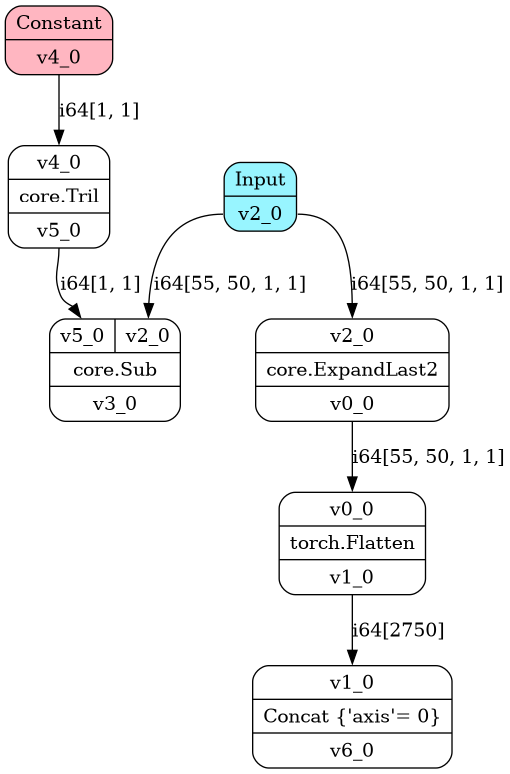 Constant
v4_0
i64[1, 1]
v4_0
core.Tril
v5_0
Input
v2_0
i64[1, 1]
i64[55, 50, 1, 1]
i64[55, 50, 1, 1]
v5_0 v2_0
core.Sub
v3_0
v2_0
core.ExpandLast2
v0_0
i64[55, 50, 1, 1]
v0_0
torch.Flatten
v1_0
i64[2750]
v1_0
Concat {'axis'= 0}
v6_0